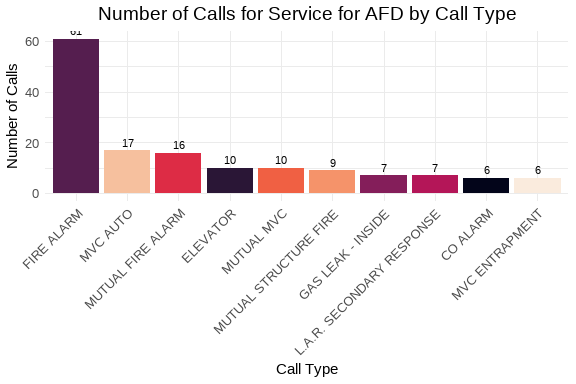 Number of Calls for Service for AFD by Call Type
Number of Calls
60
40
20
0
61
17
16
10
10
9
7
7
6
6
FIRE ALARM
MVC AUTO
MUTUAL FIRE ALARM
ELEVATOR
MUTUAL MVC
MUTUAL STRUCTURE FIRE
GAS LEAK - INSIDE
L.A.R. SECONDARY RESPONSE
CO ALARM
MVC ENTRAPMENT
Call Type